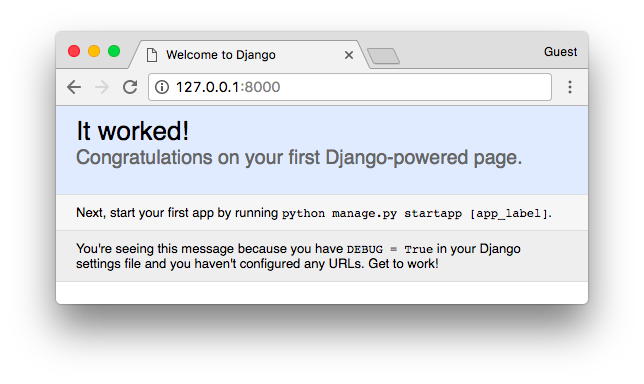 Welcome to Django
Guest
127.0.0.1:8000
It worked!
Congratulations on your first Django-powered page.
Next, start your first app by running python manage.py startapp [app_label].
You're seeing this message because you have DEBUG = True in your Django
settings file and you haven't configured any URLs. Get to work!